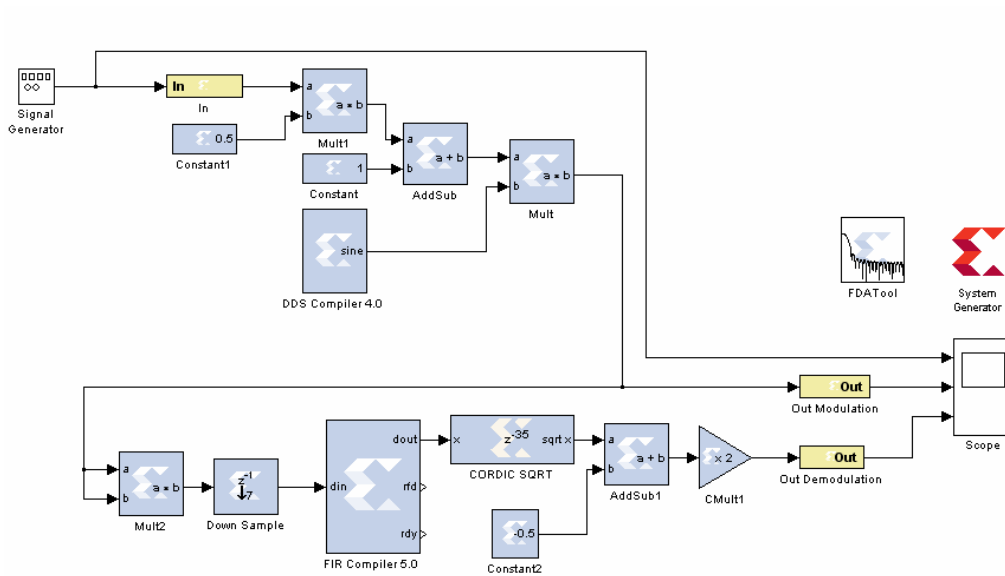 Signal
Generator
In
In
0.5
Constant1
a
b
a * b
Mult1
1
Constant
a
b
a + b
AddSub
a
b
a * b
Mult
sine
DDS Compiler 4.0
FDATool
System
Generator
Out
Out Modulation
Out
Out Demodulation
Scope
a
b
a * b
Mult2
z-1
↓7
Down Sample
din
dout
rfd
rdy
FIR Compiler 5.0
x
z-35
sqrt x
CORDIC SQRT
a
b
a + b
AddSub1
-0.5
Constant2
x 2
CMult1